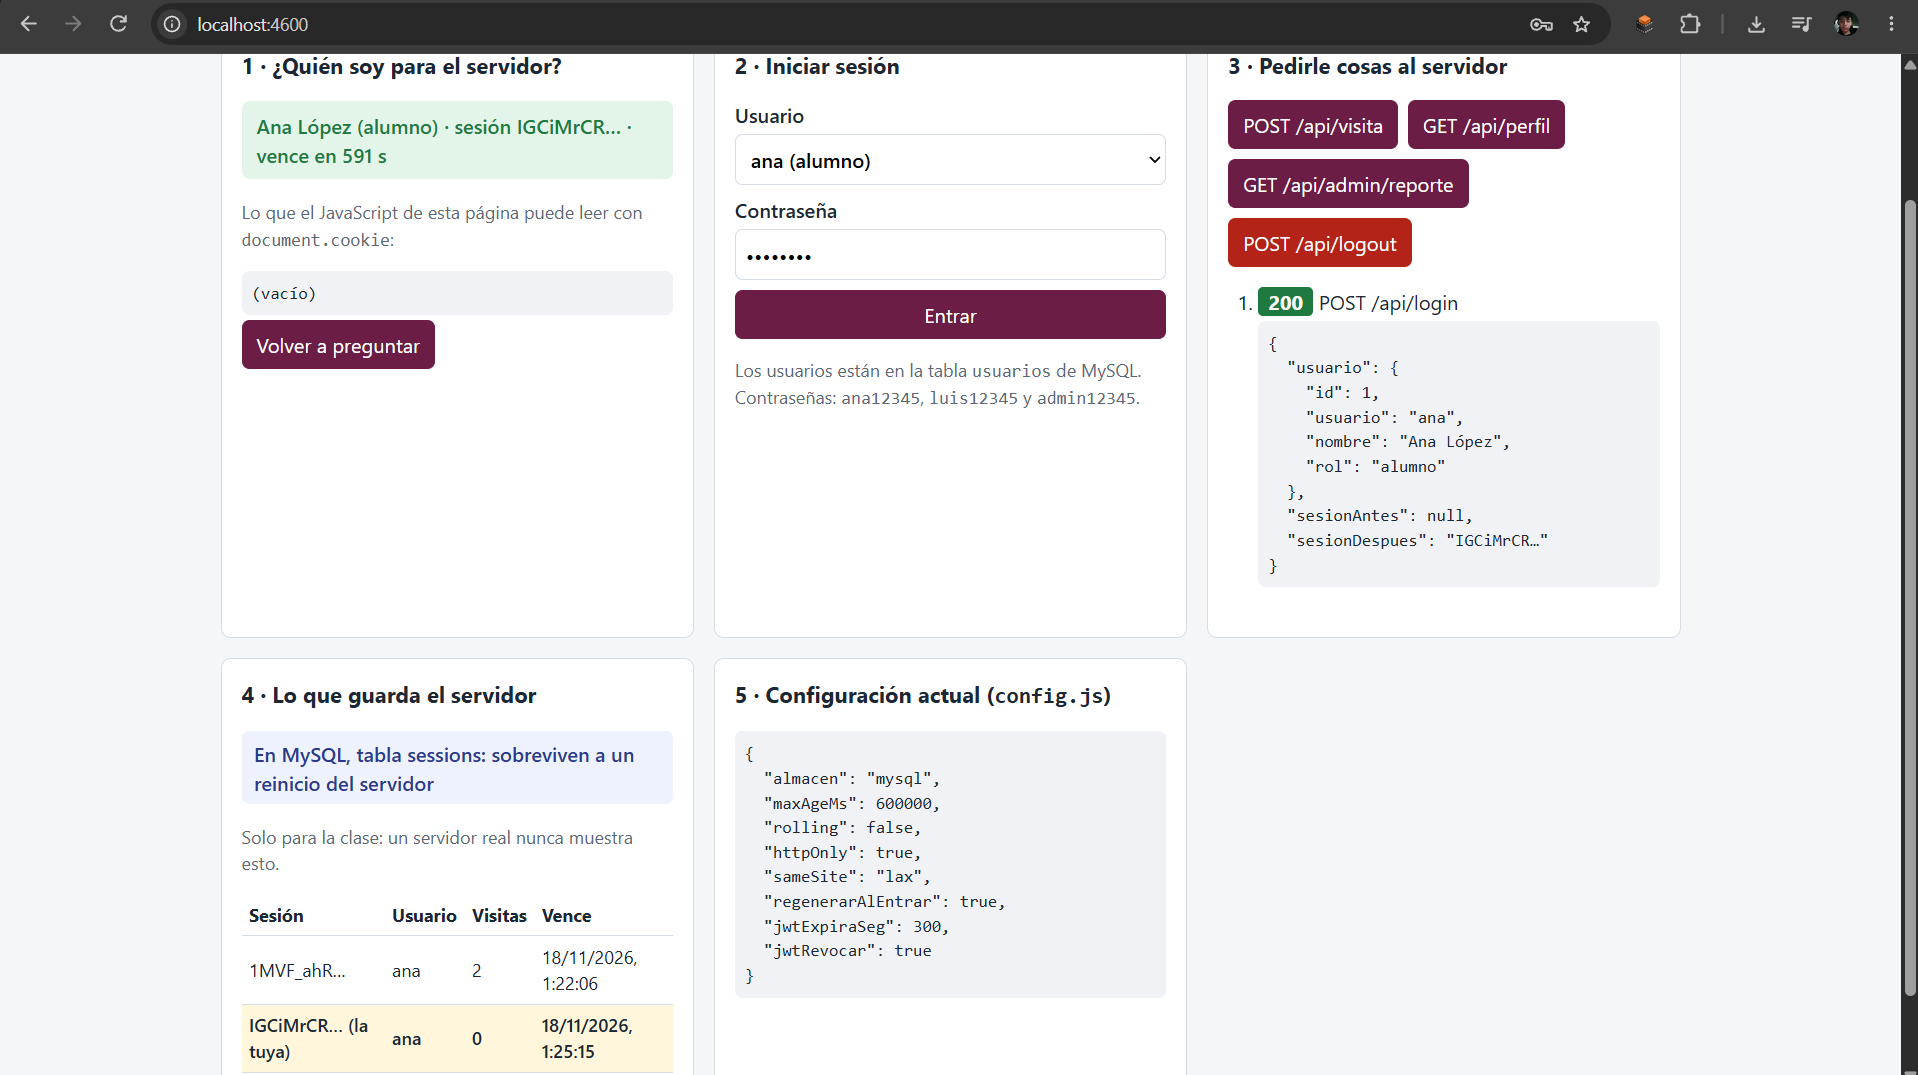 localhost:4600
1 · ¿Quién soy para el servidor?
Ana López (alumno) · sesión IGCiMrCR… ·
vence en 591 s
Lo que el JavaScript de esta página puede leer con
document.cookie:
(vacío)
Volver a preguntar
2 · Iniciar sesión
Usuario
ana (alumno)
Contraseña
••••••••
Entrar
Los usuarios están en la tabla usuarios de MySQL.
Contraseñas: ana12345, luis12345 y admin12345.
3 · Pedirle cosas al servidor
POST /api/visita
GET /api/perfil
GET /api/admin/reporte
POST /api/logout
1. 200 POST /api/login
{
  "usuario": {
    "id": 1,
    "usuario": "ana",
    "nombre": "Ana López",
    "rol": "alumno"
  },
  "sesionAntes": null,
  "sesionDespues": "IGCiMrCR…"
}
4 · Lo que guarda el servidor
En MySQL, tabla sessions: sobreviven a un
reinicio del servidor
Solo para la clase: un servidor real nunca muestra
esto.
Sesión Usuario Visitas Vence
1MVF_ahR… ana 2 18/11/2026,
1:22:06
IGCiMrCR… (la
tuya) ana 0 18/11/2026,
1:25:15
5 · Configuración actual (config.js)
{
  "almacen": "mysql",
  "maxAgeMs": 600000,
  "rolling": false,
  "httpOnly": true,
  "sameSite": "lax",
  "regenerarAlEntrar": true,
  "jwtExpiraSeg": 300,
  "jwtRevocar": true
}